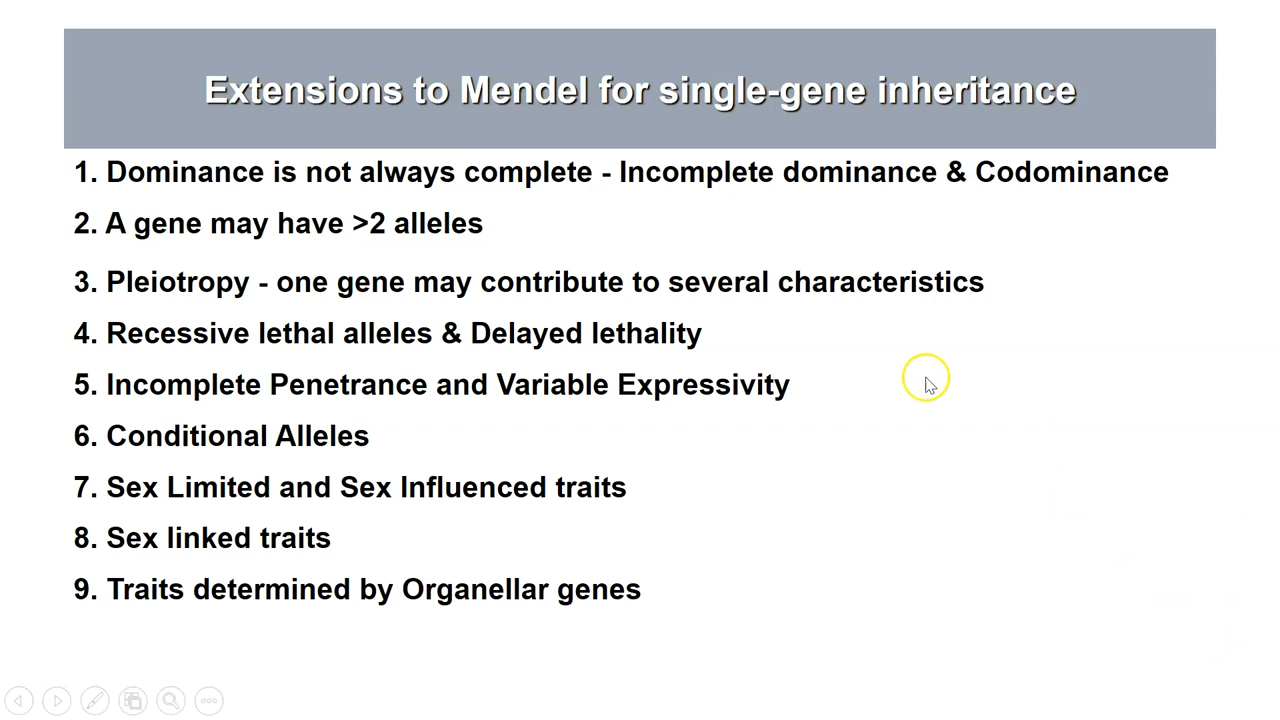 Extensions to Mendel for single-gene inheritance
1. Dominance is not always complete - Incomplete dominance & Codominance
2. A gene may have >2 alleles
3. Pleiotropy - one gene may contribute to several characteristics
4. Recessive lethal alleles & Delayed lethality
5. Incomplete Penetrance and Variable Expressivity
6. Conditional Alleles
7. Sex Limited and Sex Influenced traits
8. Sex linked traits
9. Traits determined by Organellar genes